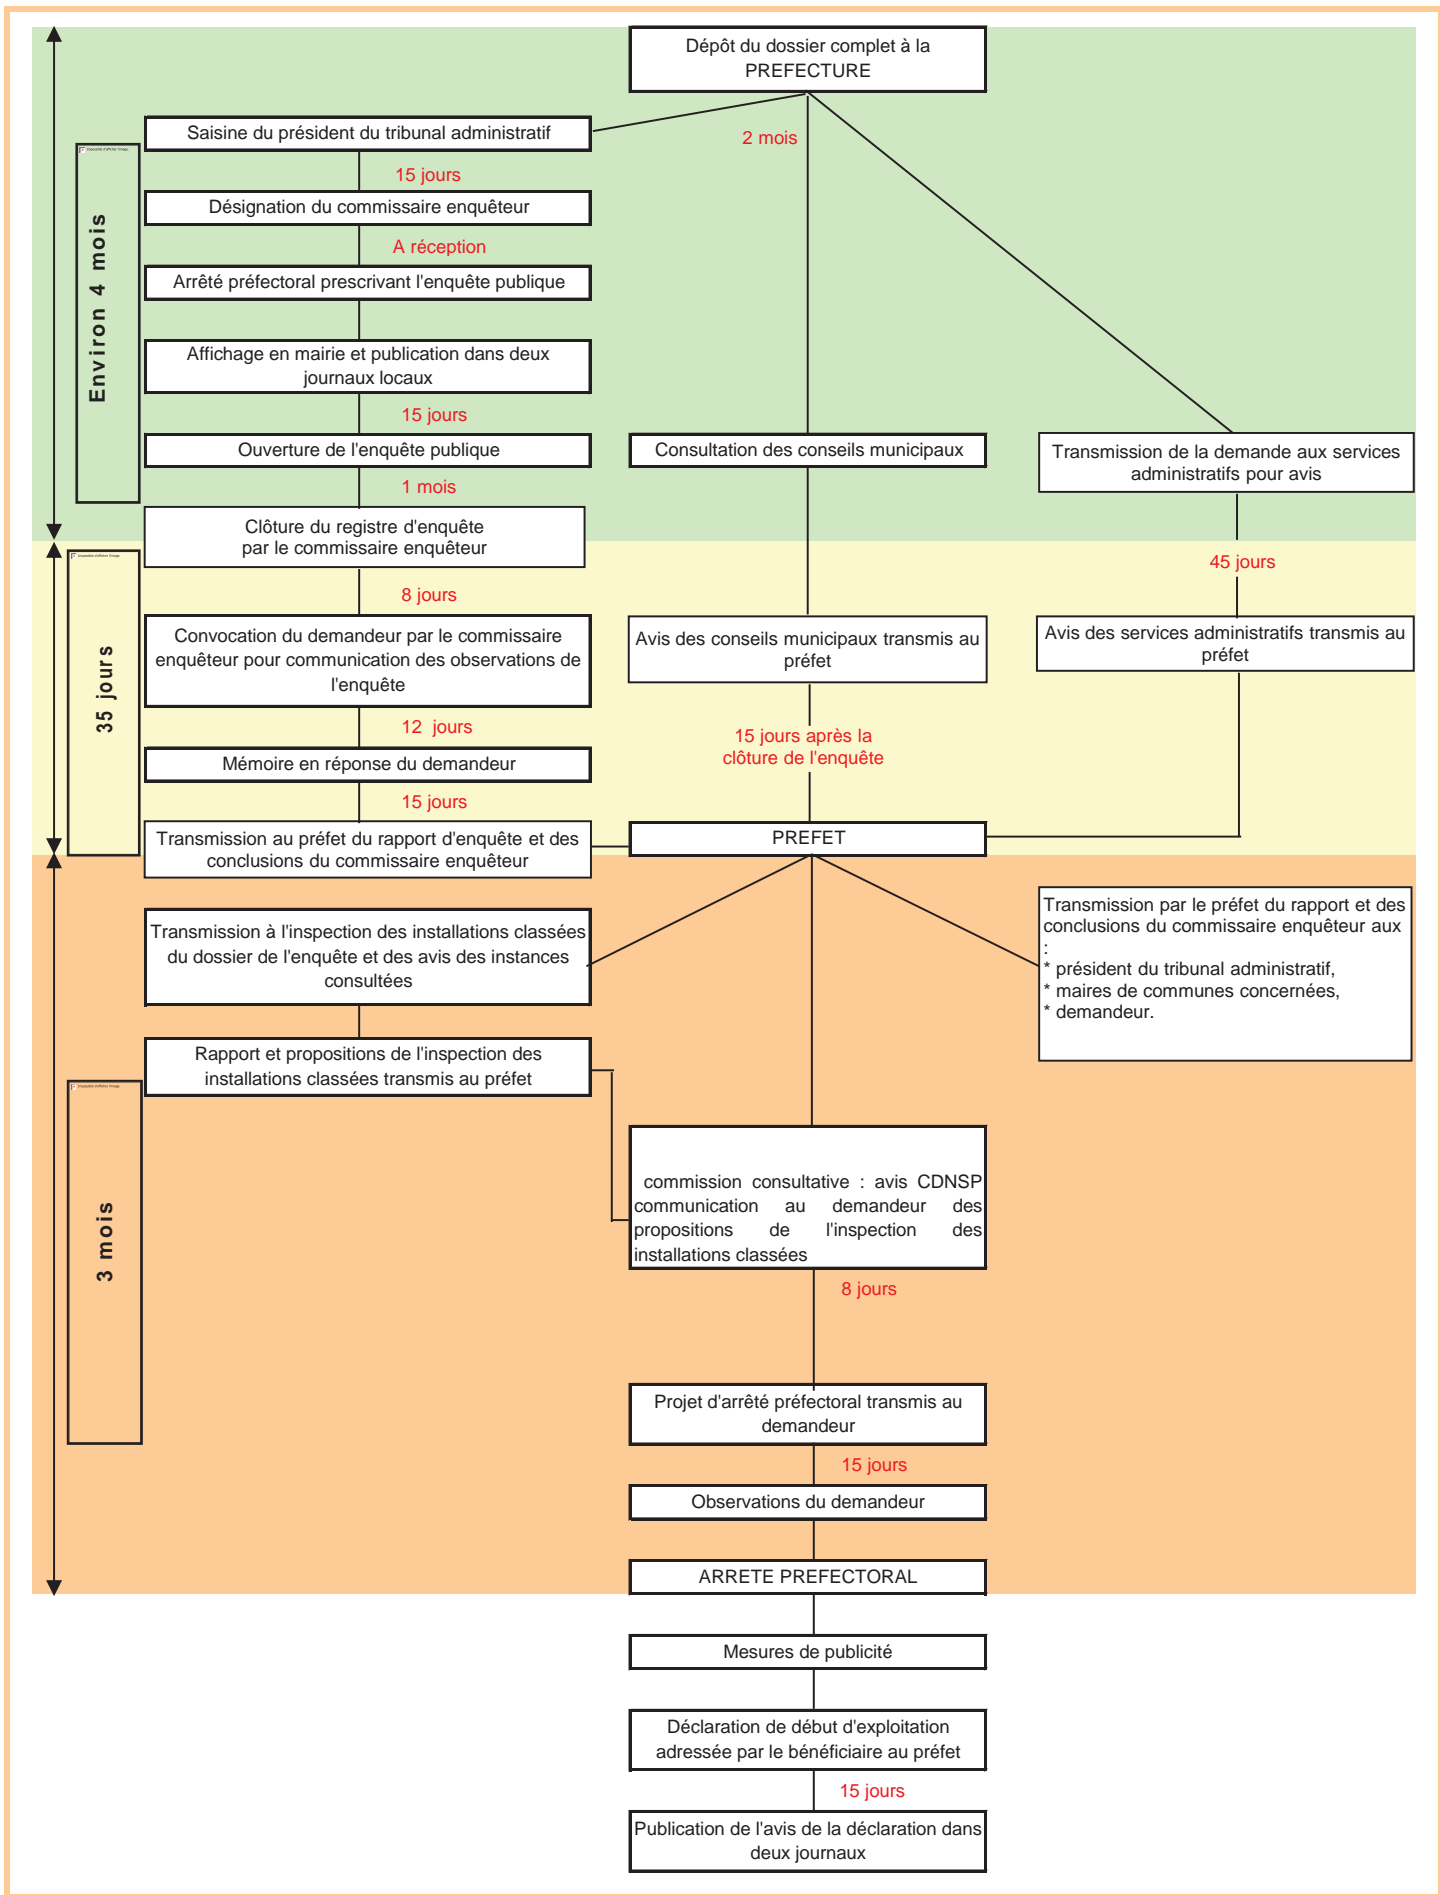 Dépôt du dossier complet à la
PREFECTURE
Saisine du président du tribunal administratif
2 mois
15 jours
Désignation du commissaire enquêteur
A réception
Arrêté préfectoral prescrivant l'enquête publique
Environ 4 mois
Affichage en mairie et publication dans deux
journaux locaux
15 jours
Ouverture de l'enquête publique
Consultation des conseils municipaux
Transmission de la demande aux services
administratifs pour avis
1 mois
Clôture du registre d'enquête
par le commissaire enquêteur
45 jours
8 jours
Convocation du demandeur par le commissaire
enquêteur pour communication des observations de
l'enquête
Avis des conseils municipaux transmis au
préfet
Avis des services administratifs transmis au
préfet
35 jours
12 jours
15 jours après la
clôture de l'enquête
Mémoire en réponse du demandeur
15 jours
Transmission au préfet du rapport d'enquête et des
conclusions du commissaire enquêteur
PREFET
Transmission à l'inspection des installations classées
du dossier de l'enquête et des avis des instances
consultées
Transmission par le préfet du rapport et des
conclusions du commissaire enquêteur aux
:
* président du tribunal administratif,
* maires de communes concernées,
* demandeur.
Rapport et propositions de l'inspection des
installations classées transmis au préfet
3 mois
commission consultative : avis CDNSP
communication au demandeur des
propositions de l'inspection des
installations classées
8 jours
Projet d'arrêté préfectoral transmis au
demandeur
15 jours
Observations du demandeur
ARRETE PREFECTORAL
Mesures de publicité
Déclaration de début d'exploitation
adressée par le bénéficiaire au préfet
15 jours
Publication de l'avis de la déclaration dans
deux journaux